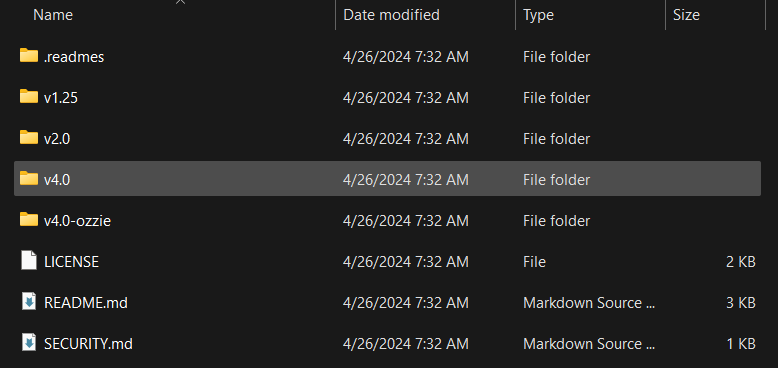 Name Date modified Type Size
.readmes 4/26/2024 7:32 AM File folder
v1.25 4/26/2024 7:32 AM File folder
v2.0 4/26/2024 7:32 AM File folder
v4.0 4/26/2024 7:32 AM File folder
v4.0-ozzie 4/26/2024 7:32 AM File folder
LICENSE 4/26/2024 7:32 AM File 2 KB
README.md 4/26/2024 7:32 AM Markdown Source ... 3 KB
SECURITY.md 4/26/2024 7:32 AM Markdown Source ... 1 KB